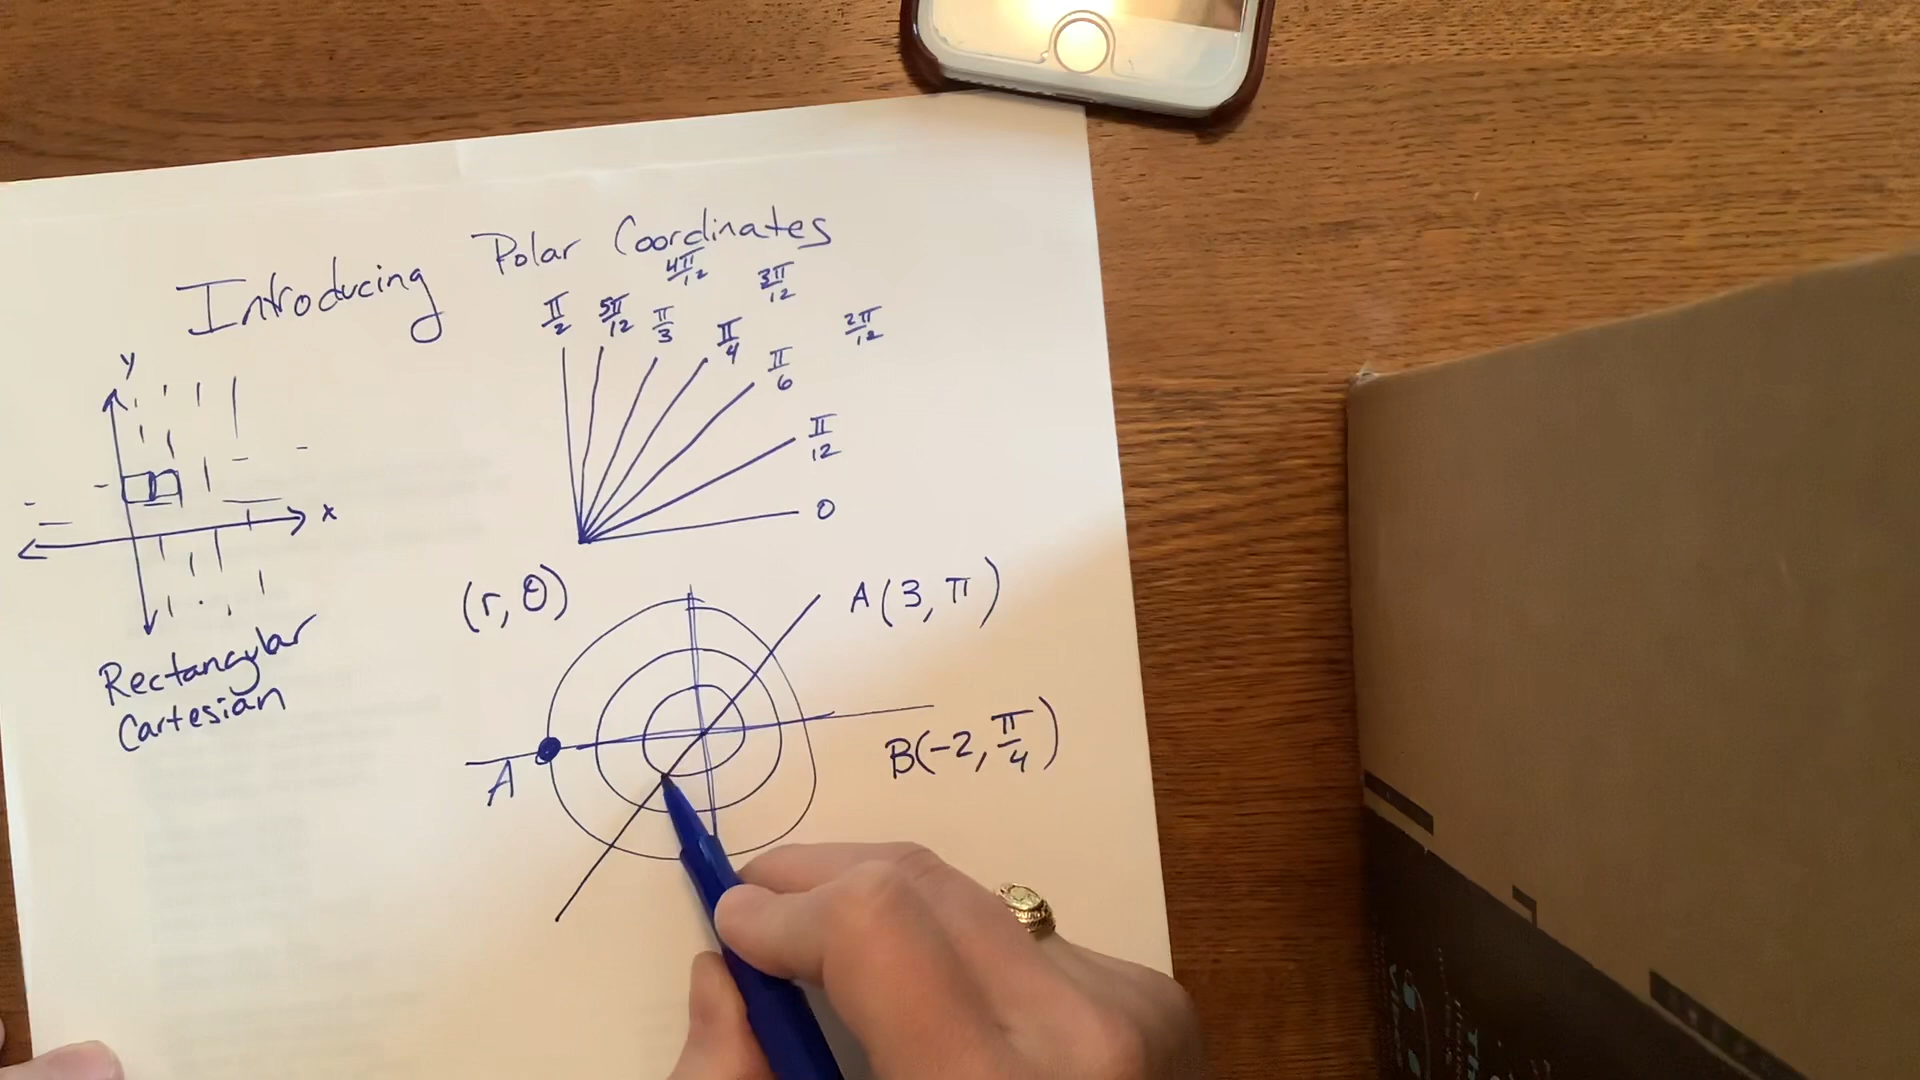 Introducing Polar Coordinates
π/2 5π/12 π/3 4π/12 π/4 3π/12 π/6 2π/12
π/12
0
y
x
Rectangular
Cartesian
(r, θ)
A(3, π)
A
B(-2, π/4)